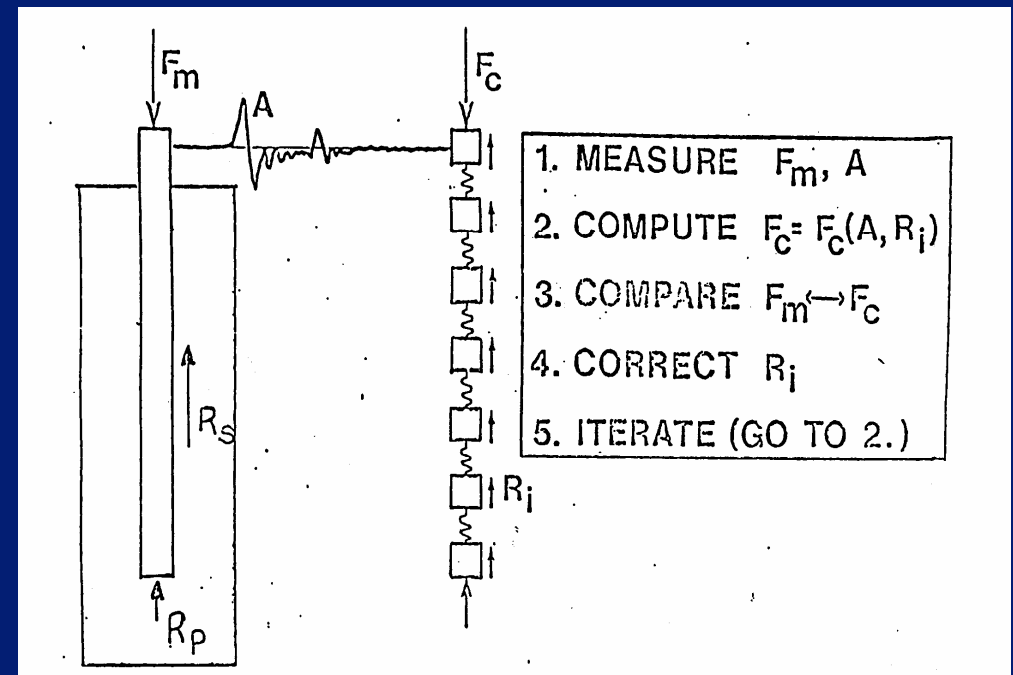 Fm
A
Fc
Rs
Rp
Ri
1. MEASURE Fm, A
2. COMPUTE Fc= Fc(A, Ri)
3. COMPARE Fm↔Fc
4. CORRECT Ri
5. ITERATE (GO TO 2.)